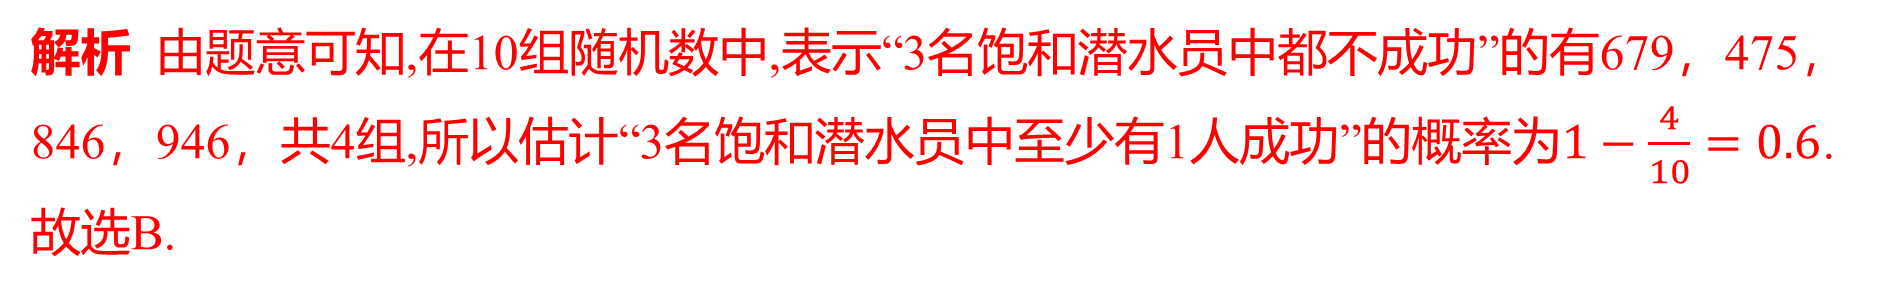 解析 由题意可知,在10组随机数中,表示“3名饱和潜水员中都不成功”的有679，475，
846，946，共4组,所以估计“3名饱和潜水员中至少有1人成功”的概率为1 − 4/10 = 0.6.
故选B.